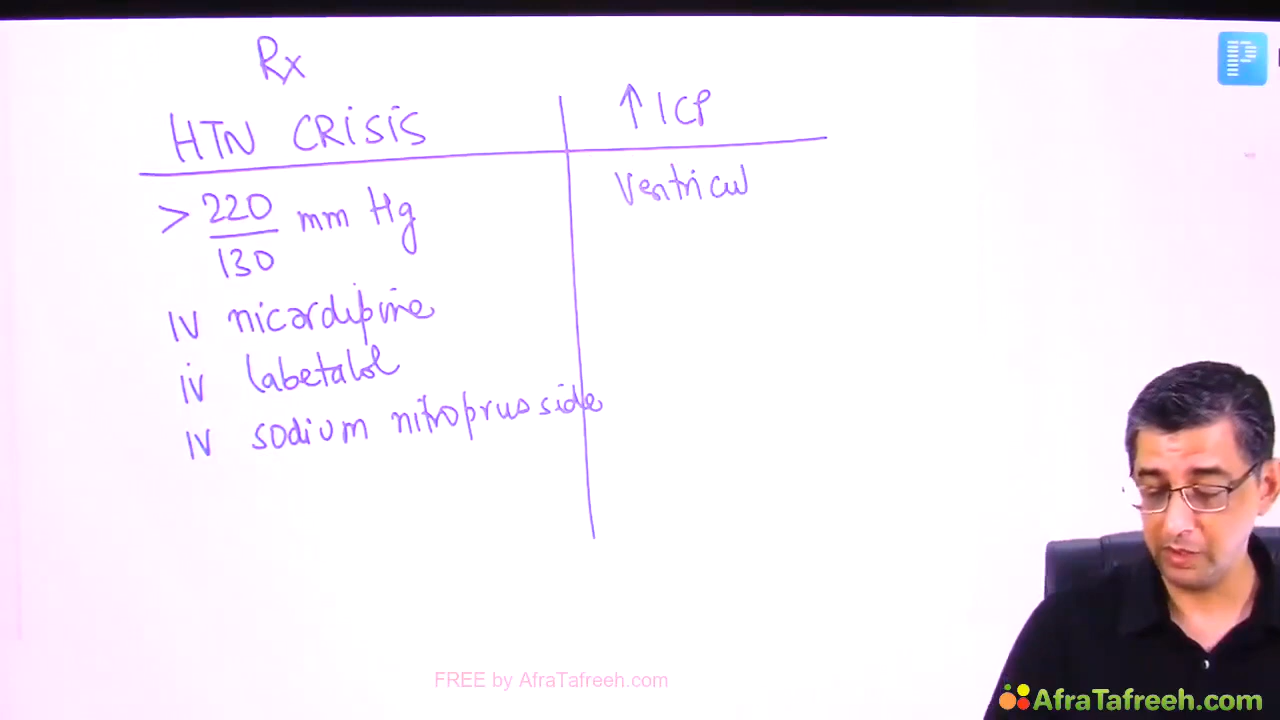 Rx
HTN CRISIS
> 220/130 mm Hg
iv nicardipine
iv labetalol
iv sodium nitroprusside
↑ ICP
Ventricul
FREE by AfraTafreeh.com
AfraTafreeh.com
P